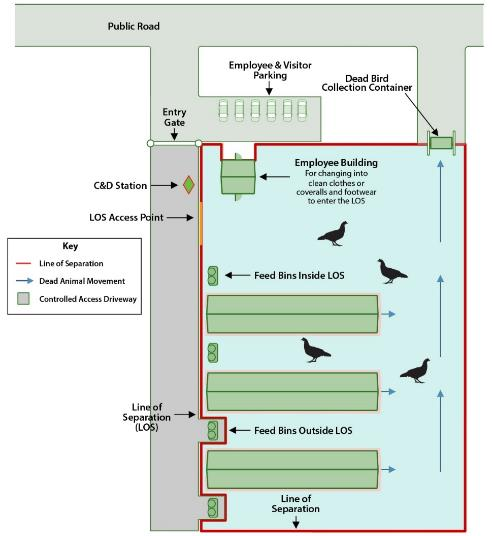 Public Road
Employee & Visitor
Parking
Dead Bird
Collection Container
Entry
Gate
Employee Building
For changing into
clean clothes or
coveralls and footwear
to enter the LOS
C&D Station
LOS Access Point
Key
Line of Separation
Dead Animal Movement
Controlled Access Driveway
Feed Bins Inside LOS
Line of
Separation
(LOS)
Feed Bins Outside LOS
Line of
Separation